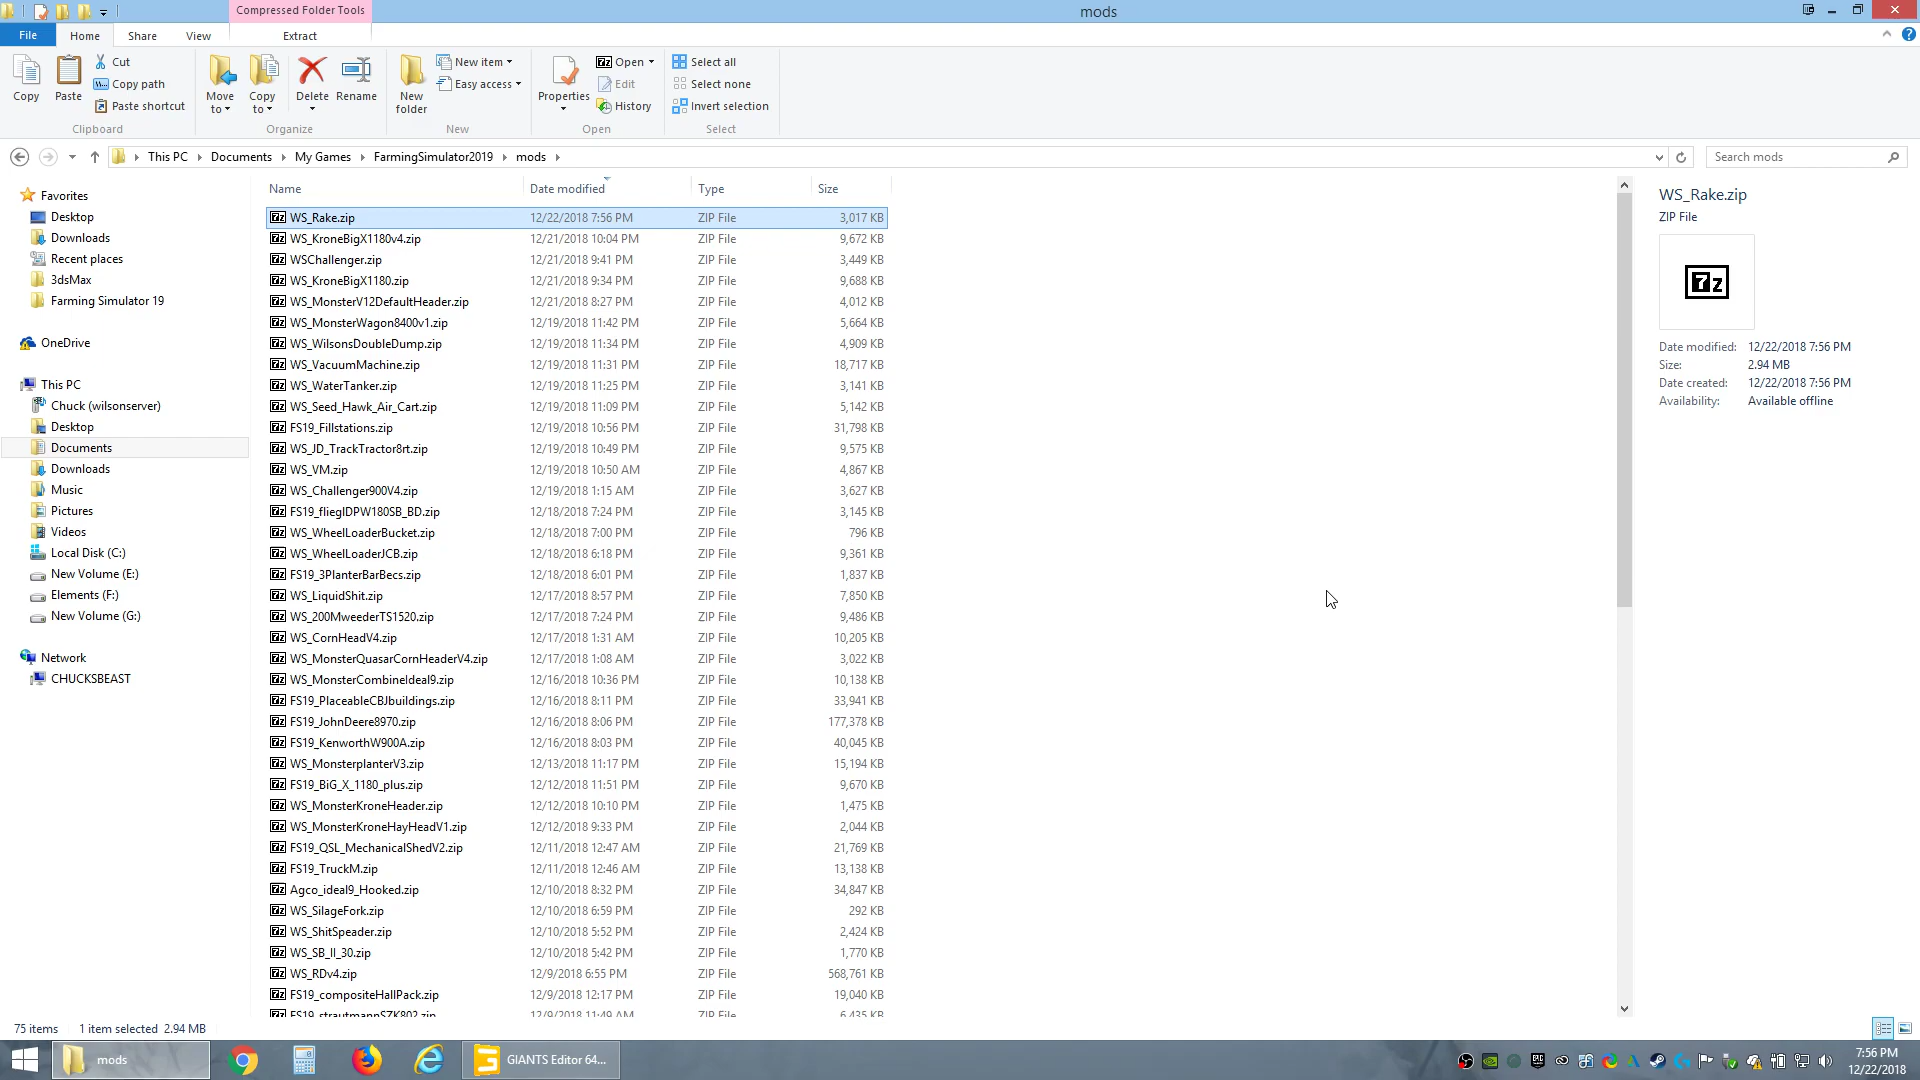 Compressed Folder Tools
mods
File
Home
Share
View
Extract
Copy
Paste
Cut
Copy path
Paste shortcut
Clipboard
Move to
Copy to
Delete
Rename
Organize
New folder
New item
Easy access
New
Properties
Open
Edit
History
Open
Select all
Select none
Invert selection
Select
This PC
Documents
My Games
FarmingSimulator2019
mods
Search mods
Favorites
Desktop
Downloads
Recent places
3dsMax
Farming Simulator 19
OneDrive
This PC
Chuck (wilsonserver)
Desktop
Documents
Downloads
Music
Pictures
Videos
Local Disk (C:)
New Volume (E:)
Elements (F:)
New Volume (G:)
Network
CHUCKSBEAST
Name Date modified Type Size
WS_Rake.zip 12/22/2018 7:56 PM ZIP File 3,017 KB
WS_KroneBigX1180v4.zip 12/21/2018 10:04 PM ZIP File 9,672 KB
WSChallenger.zip 12/21/2018 9:41 PM ZIP File 3,449 KB
WS_KroneBigX1180.zip 12/21/2018 9:34 PM ZIP File 9,688 KB
WS_MonsterV12DefaultHeader.zip 12/21/2018 8:27 PM ZIP File 4,012 KB
WS_MonsterWagon8400v1.zip 12/19/2018 11:42 PM ZIP File 5,664 KB
WS_WilsonsDoubleDump.zip 12/19/2018 11:34 PM ZIP File 4,909 KB
WS_VacuumMachine.zip 12/19/2018 11:31 PM ZIP File 18,717 KB
WS_WaterTanker.zip 12/19/2018 11:25 PM ZIP File 3,141 KB
WS_Seed_Hawk_Air_Cart.zip 12/19/2018 11:09 PM ZIP File 5,142 KB
FS19_Fillstations.zip 12/19/2018 10:56 PM ZIP File 31,798 KB
WS_JD_TrackTractor8rt.zip 12/19/2018 10:49 PM ZIP File 9,575 KB
WS_VM.zip 12/19/2018 10:50 AM ZIP File 4,867 KB
WS_Challenger900V4.zip 12/19/2018 1:15 AM ZIP File 3,627 KB
FS19_fliegIDPW180SB_BD.zip 12/18/2018 7:24 PM ZIP File 3,145 KB
WS_WheelLoaderBucket.zip 12/18/2018 7:00 PM ZIP File 796 KB
WS_WheelLoaderJCB.zip 12/18/2018 6:18 PM ZIP File 9,361 KB
FS19_3PlanterBarBecs.zip 12/18/2018 6:01 PM ZIP File 1,837 KB
WS_LiquidShit.zip 12/17/2018 8:57 PM ZIP File 7,850 KB
WS_200MweederTS1520.zip 12/17/2018 7:24 PM ZIP File 9,486 KB
WS_CornHeadV4.zip 12/17/2018 1:31 AM ZIP File 10,205 KB
WS_MonsterQuasarCornHeaderV4.zip 12/17/2018 1:08 AM ZIP File 3,022 KB
WS_MonsterCombineIdeal9.zip 12/16/2018 10:36 PM ZIP File 10,138 KB
FS19_PlaceableCBJbuildings.zip 12/16/2018 8:11 PM ZIP File 33,941 KB
FS19_JohnDeere8970.zip 12/16/2018 8:06 PM ZIP File 177,378 KB
FS19_KenworthW900A.zip 12/16/2018 8:03 PM ZIP File 40,045 KB
WS_MonsterplanterV3.zip 12/13/2018 11:17 PM ZIP File 15,194 KB
FS19_BiG_X_1180_plus.zip 12/12/2018 11:51 PM ZIP File 9,670 KB
WS_MonsterKroneHeader.zip 12/12/2018 10:10 PM ZIP File 1,475 KB
WS_MonsterKroneHayHeadV1.zip 12/12/2018 9:33 PM ZIP File 2,044 KB
FS19_QSL_MechanicalShedV2.zip 12/11/2018 12:47 AM ZIP File 21,769 KB
FS19_TruckM.zip 12/11/2018 12:46 AM ZIP File 13,138 KB
Agco_ideal9_Hooked.zip 12/10/2018 8:32 PM ZIP File 34,847 KB
WS_SilageFork.zip 12/10/2018 6:59 PM ZIP File 292 KB
WS_ShitSpeader.zip 12/10/2018 5:52 PM ZIP File 2,424 KB
WS_SB_II_30.zip 12/10/2018 5:42 PM ZIP File 1,770 KB
WS_RDv4.zip 12/9/2018 6:55 PM ZIP File 568,761 KB
FS19_compositeHallPack.zip 12/9/2018 12:17 PM ZIP File 19,040 KB
FS19_strautmannSZK802.zip 12/9/2018 11:49 AM ZIP File 6,435 KB
WS_Rake.zip
ZIP File
7z
Date modified: 12/22/2018 7:56 PM
Size: 2.94 MB
Date created: 12/22/2018 7:56 PM
Availability: Available offline
75 items 1 item selected 2.94 MB
mods
GIANTS Editor 64...
7:56 PM
12/22/2018